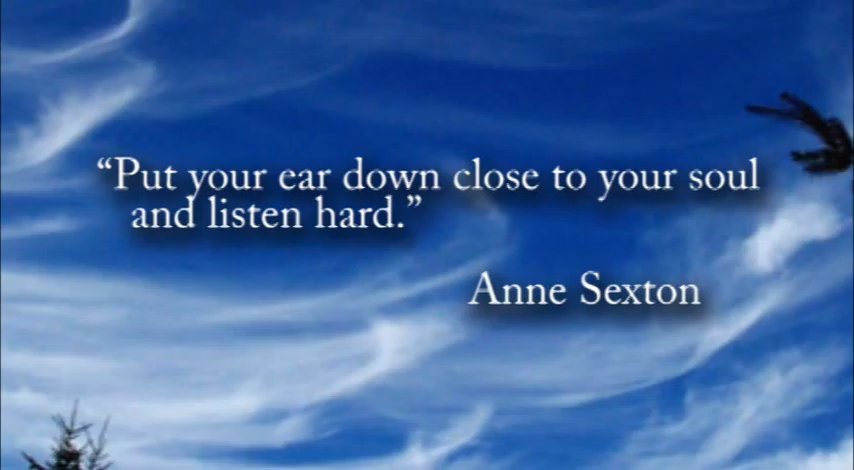 “Put your ear down close to your soul
and listen hard.”
Anne Sexton